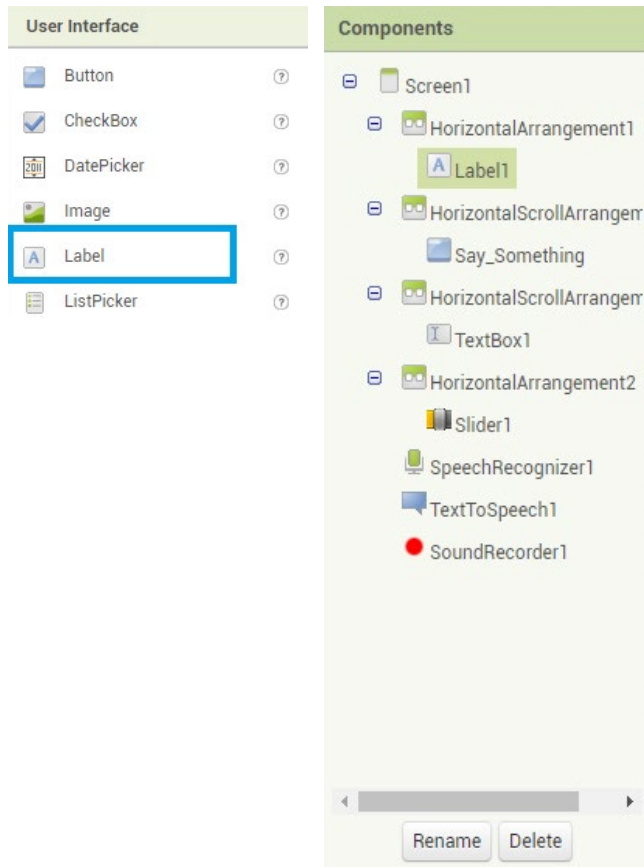 User Interface
Button
CheckBox
2011
DatePicker
Image
A
Label
ListPicker
Components
Screen1
HorizontalArrangement1
A
Label1
HorizontalScrollArrangem
Say_Something
HorizontalScrollArrangem
TextBox1
HorizontalArrangement2
Slider1
SpeechRecognizer1
TextToSpeech1
SoundRecorder1
Rename
Delete